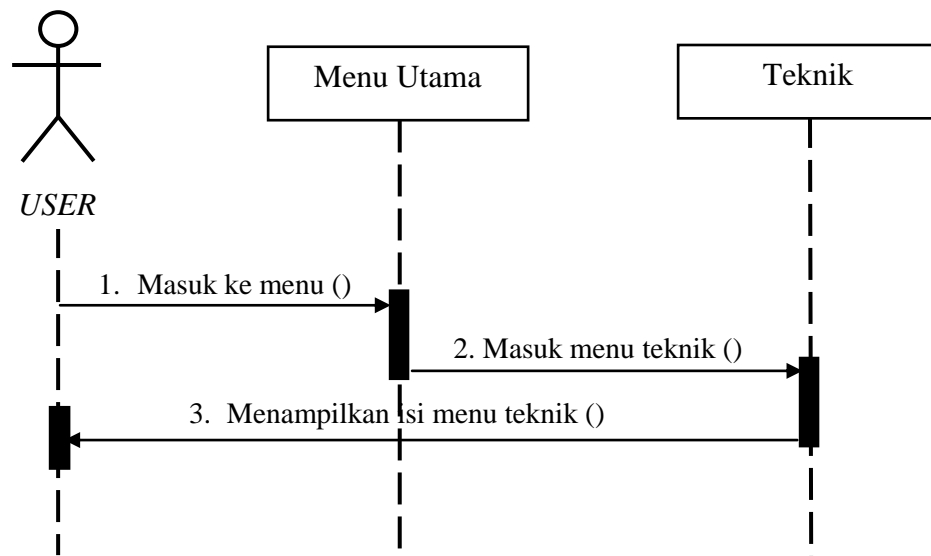 Menu Utama
Teknik
USER
1. Masuk ke menu ()
2. Masuk menu teknik ()
3. Menampilkan isi menu teknik ()